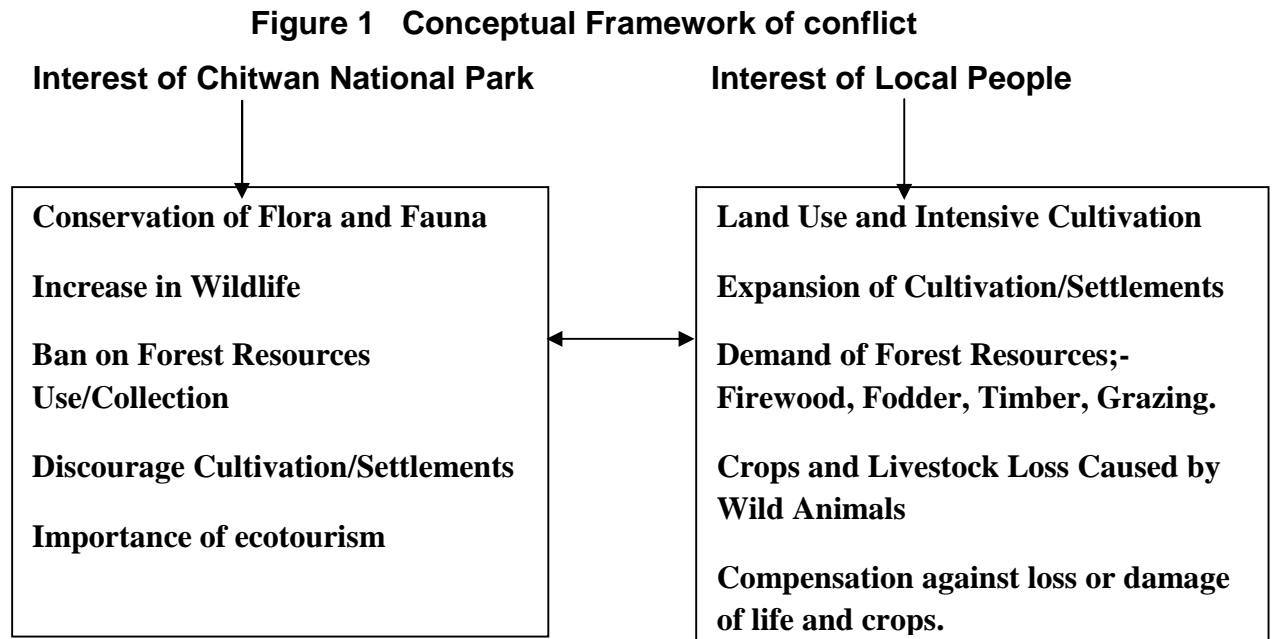 Figure 1 Conceptual Framework of conflict
Interest of Chitwan National Park
Interest of Local People
Conservation of Flora and Fauna
Increase in Wildlife
Ban on Forest Resources
Use/Collection
Discourage Cultivation/Settlements
Importance of ecotourism
Land Use and Intensive Cultivation
Expansion of Cultivation/Settlements
Demand of Forest Resources;-
Firewood, Fodder, Timber, Grazing.
Crops and Livestock Loss Caused by
Wild Animals
Compensation against loss or damage
of life and crops.